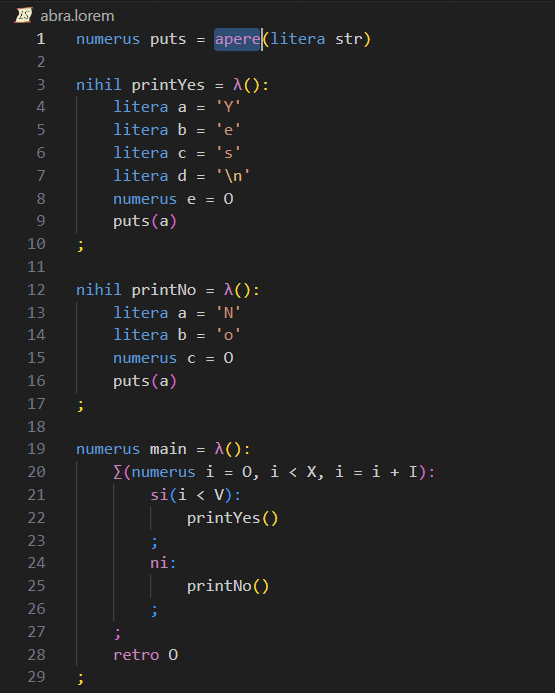 abra.lorem
1 numerus puts = apere(litera str)
2
3 nihil printYes = λ():
4     litera a = 'Y'
5     litera b = 'e'
6     litera c = 's'
7     litera d = '\n'
8     numerus e = O
9     puts(a)
10 ;
11
12 nihil printNo = λ():
13     litera a = 'N'
14     litera b = 'o'
15     numerus c = O
16     puts(a)
17 ;
18
19 numerus main = λ():
20     ∑(numerus i = O, i < X, i = i + I):
21         si(i < V):
22             printYes()
23         ;
24         ni:
25             printNo()
26         ;
27     ;
28     retro O
29 ;